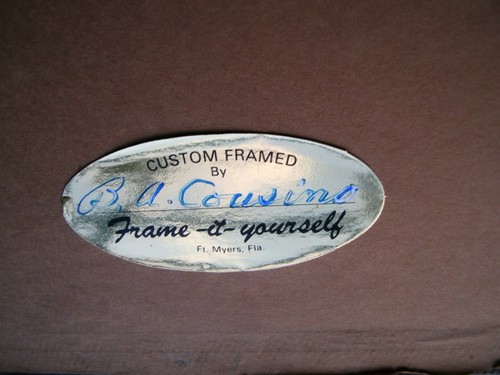 CUSTOM FRAMED
By
B. A. Cousins
Frame-it-yourself
Ft. Myers, Fla.